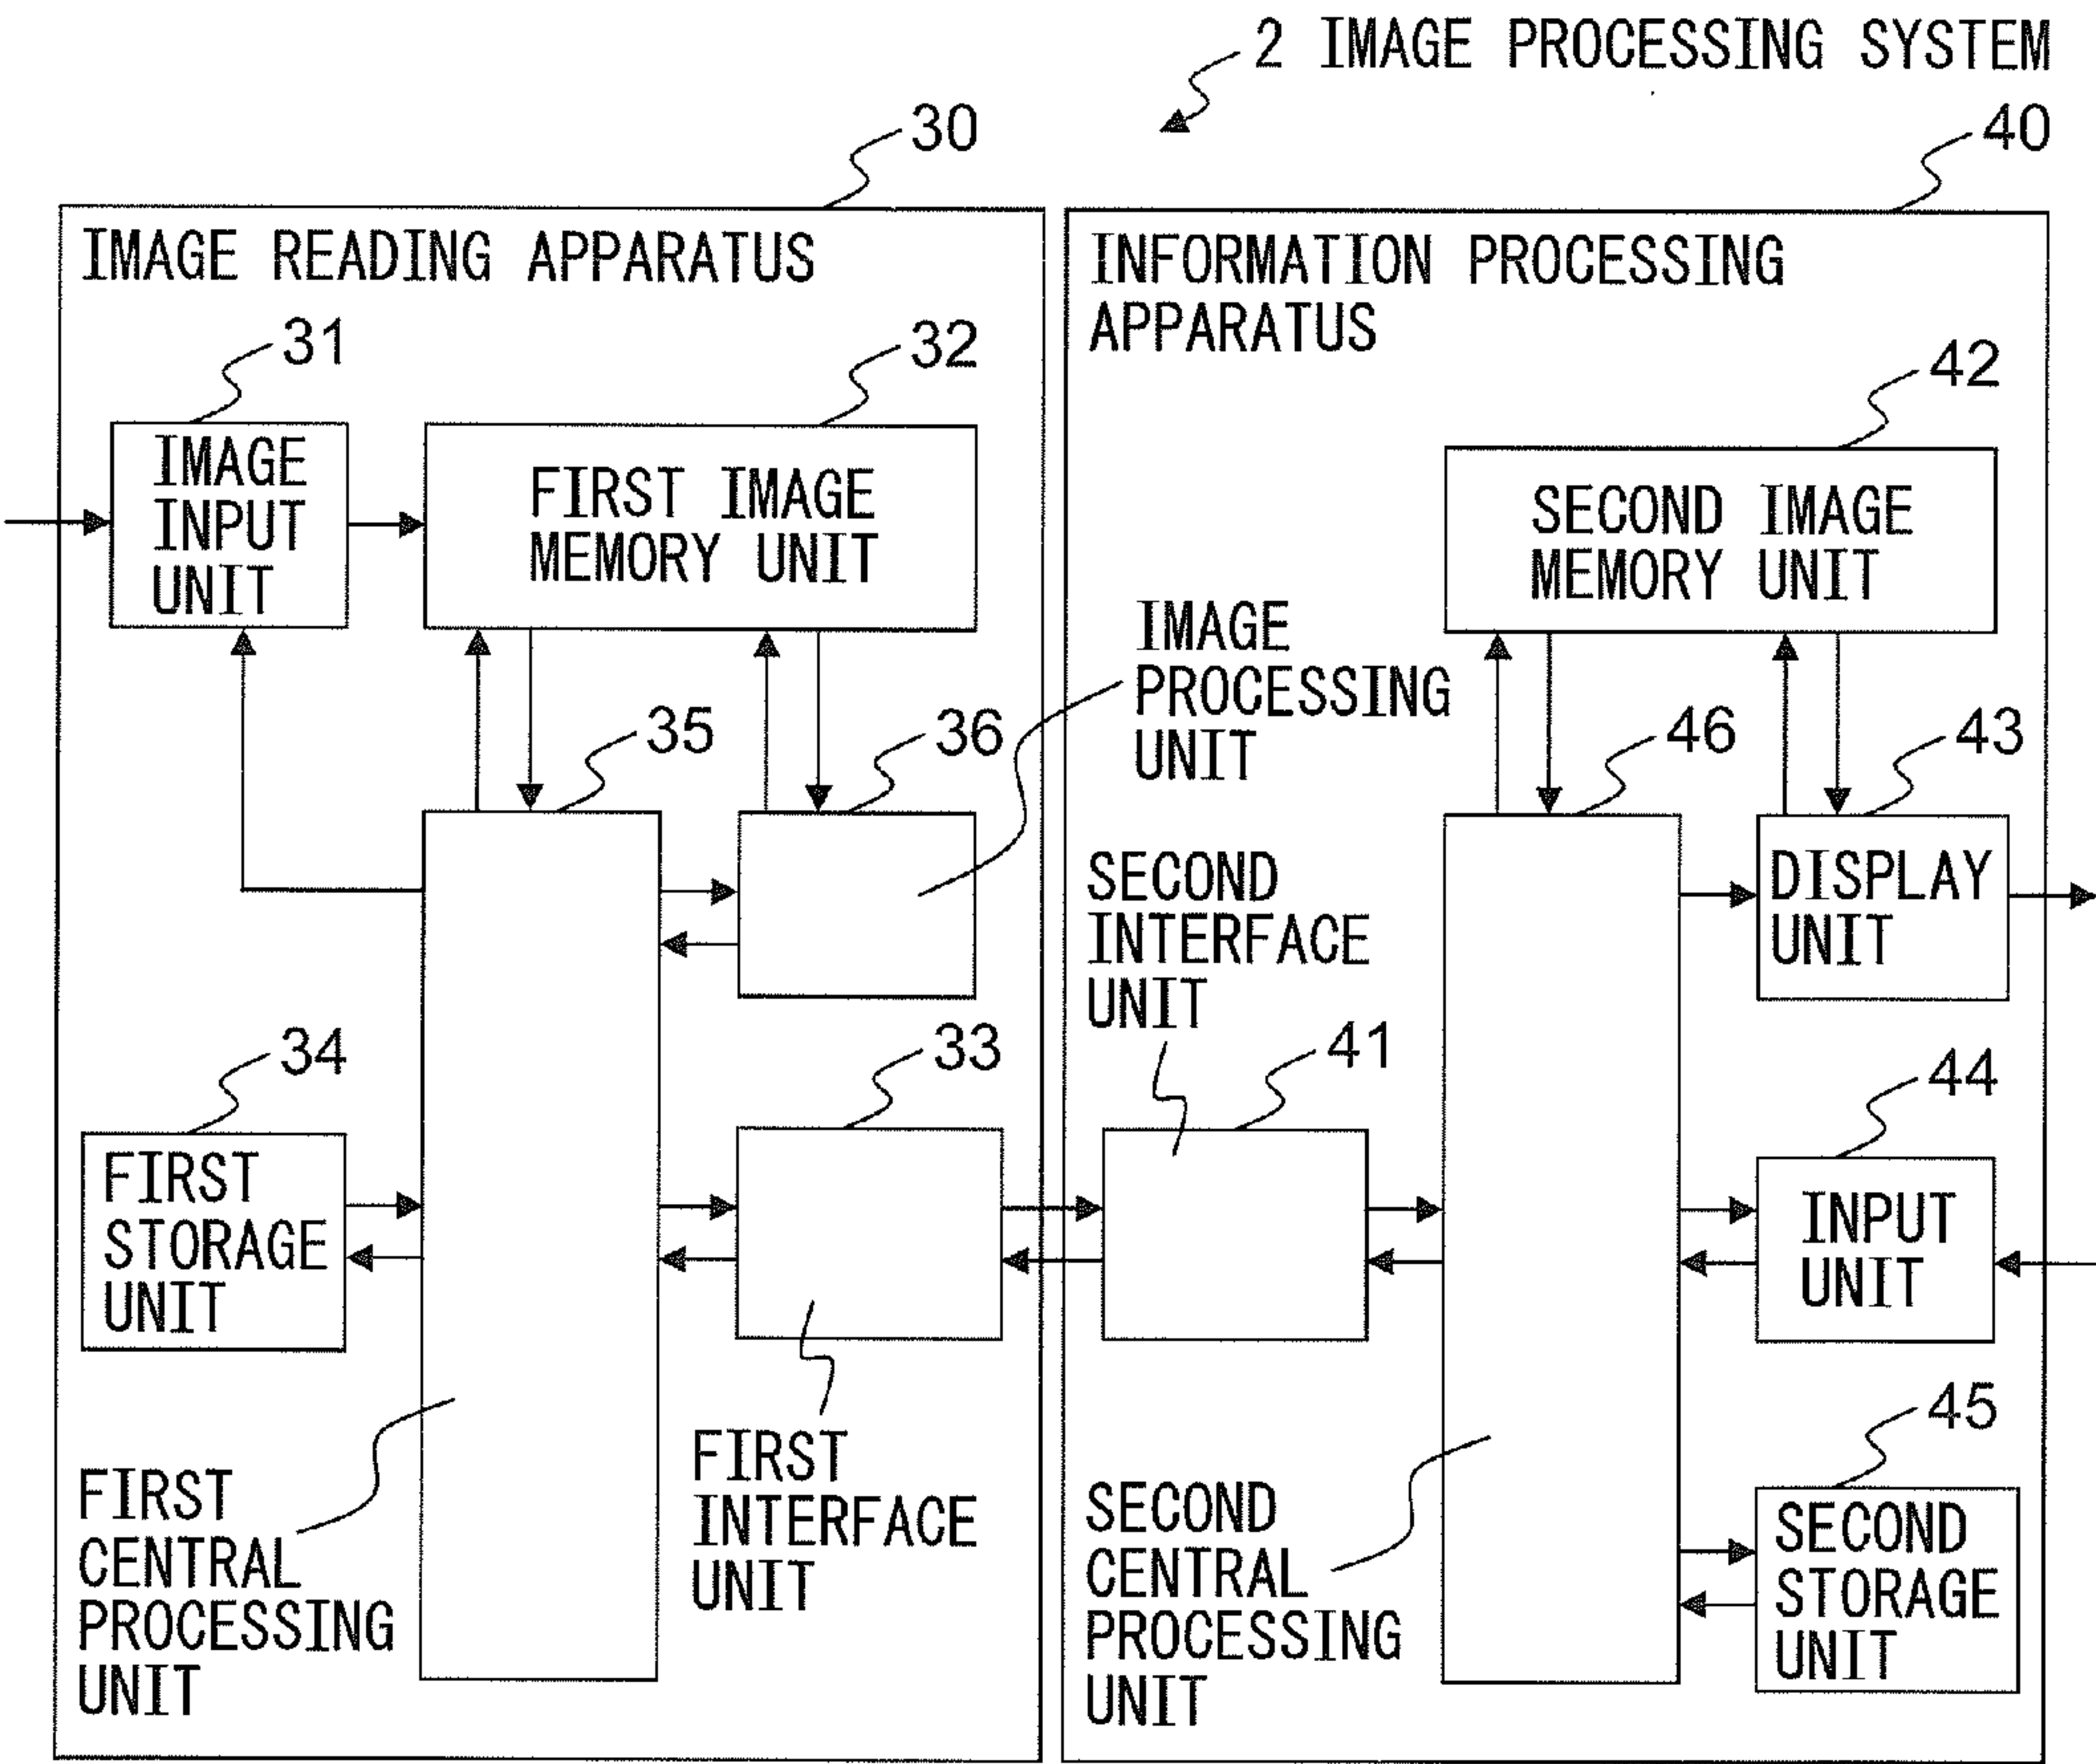 2 IMAGE PROCESSING SYSTEM
30
40
IMAGE READING APPARATUS
INFORMATION PROCESSING
APPARATUS
31
32
42
IMAGE
INPUT
UNIT
FIRST IMAGE
MEMORY UNIT
SECOND IMAGE
MEMORY UNIT
IMAGE
PROCESSING
UNIT
35
36
46
43
SECOND
INTERFACE
UNIT
DISPLAY
UNIT
34
33
41
44
FIRST
STORAGE
UNIT
INPUT
UNIT
45
FIRST
CENTRAL
PROCESSING
UNIT
FIRST
INTERFACE
UNIT
SECOND
CENTRAL
PROCESSING
UNIT
SECOND
STORAGE
UNIT